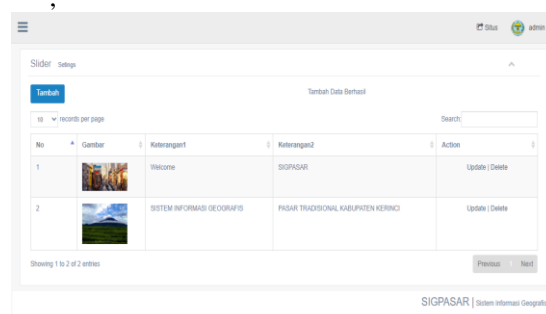 ,
Situs admin
Slider Settings
Tambah
Tambah Data Berhasil
10 records per page Search:
No Gambar Keterangan1 Keterangan2 Action
1 Welcome SIGPASAR Update | Delete
2 SISTEM INFORMASI GEOGRAFIS PASAR TRADISIONAL KABUPATEN KERINCI Update | Delete
Showing 1 to 2 of 2 entries Previous 1 Next
SIGPASAR | Sistem Informasi Geografis